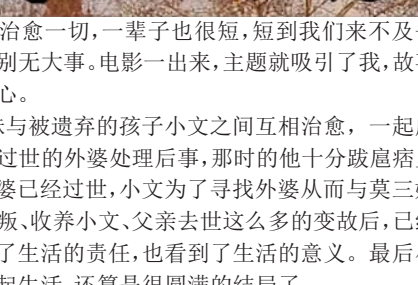 治愈一切,一辈子也很短,短到我们来不及
别无大事。电影一出来,主题就吸引了我,故
心。
与被遗弃的孩子小文之间互相治愈，一起
过世的外婆处理后事,那时的他十分跋扈痞
婆已经过世,小文为了寻找外婆从而与莫三
叛、收养小文、父亲去世这么多的变故后,已
了生活的责任,也看到了生活的意义。最后
起生活,还算是很圆满的结局了